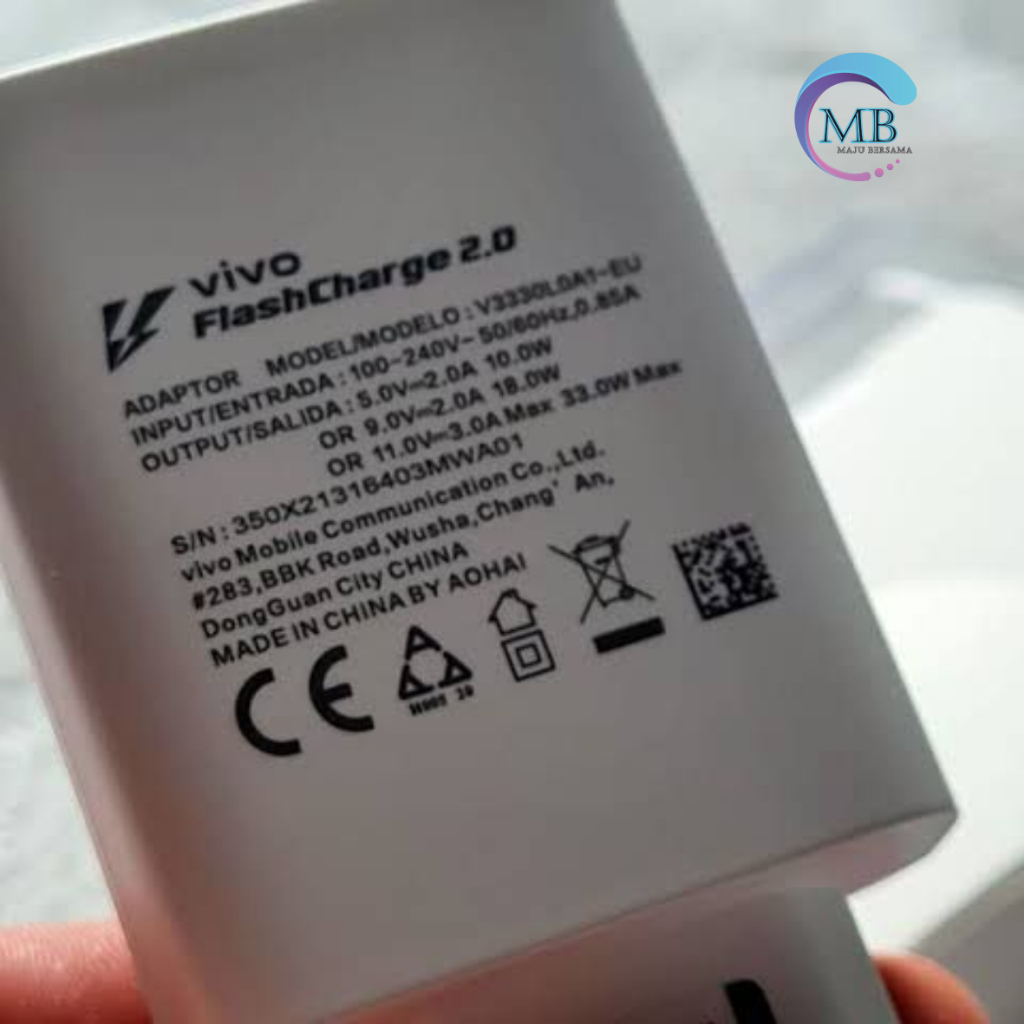 MB
MAJU BERSAMA
vivo
FlashCharge 2.0
ADAPTOR MODEL/MODELO : V3330L0A1-EU
INPUT/ENTRADA : 100-240V~ 50/60Hz,0.85A
OUTPUT/SALIDA : 5.0V⎓2.0A 10.0W
OR 9.0V⎓2.0A 18.0W
OR 11.0V⎓3.0A Max 33.0W Max
S/N : 350X21316403MWA01
vivo Mobile Communication Co.,Ltd.
#283,BBK Road,Wusha,Chang' An,
DongGuan City CHINA
MADE IN CHINA BY AOHAI
CE